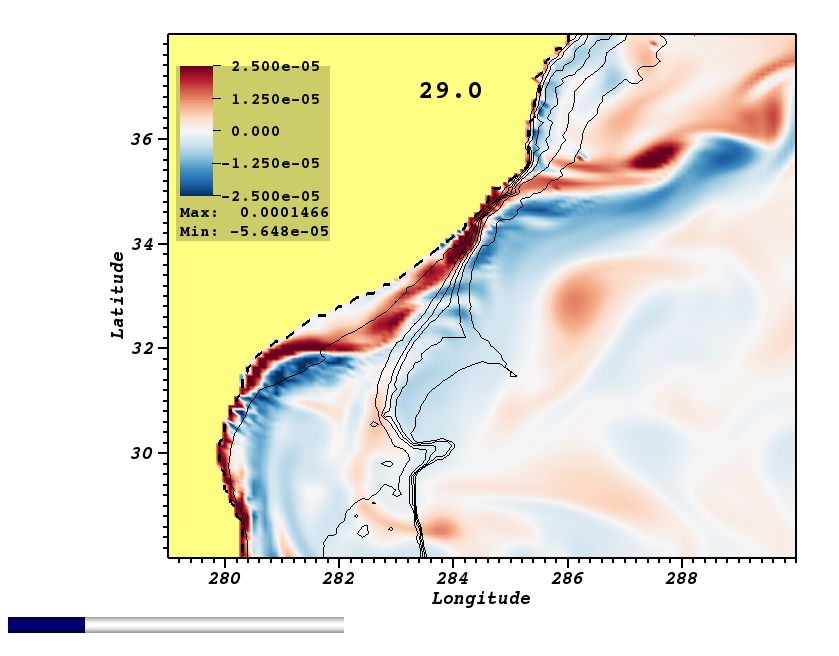 2.500e-05
1.250e-05
0.000
-1.250e-05
-2.500e-05
Max: 0.0001466
Min: -5.648e-05
29.0
36
34
32
30
Latitude
280 282 284 286 288
Longitude